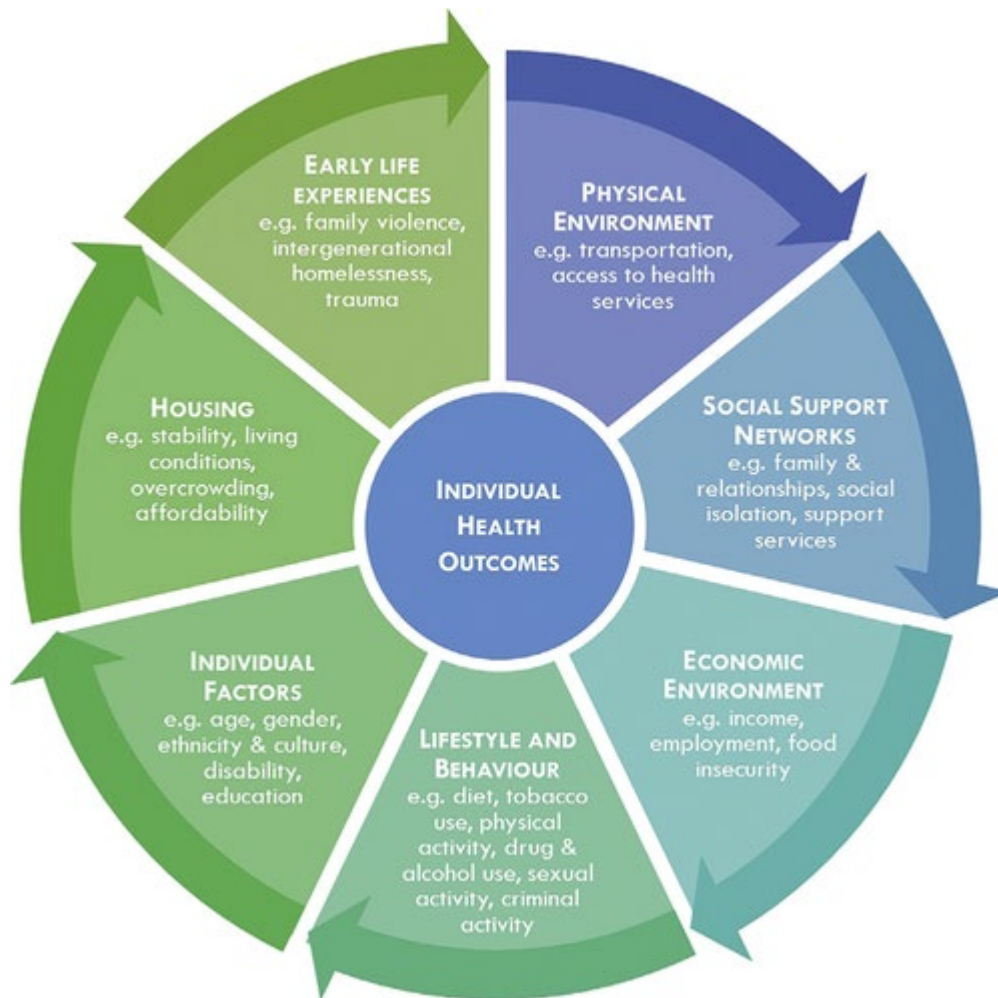 EARLY LIFE
EXPERIENCES
e.g. family violence,
intergenerational
homelessness,
trauma
PHYSICAL
ENVIRONMENT
e.g. transportation,
access to health
services
SOCIAL SUPPORT
NETWORKS
e.g. family &
relationships, social
isolation, support
services
ECONOMIC
ENVIRONMENT
e.g. income,
employment, food
insecurity
LIFESTYLE AND
BEHAVIOUR
e.g. diet, tobacco
use, physical
activity, drug &
alcohol use, sexual
activity, criminal
activity
INDIVIDUAL
FACTORS
e.g. age, gender,
ethnicity & culture,
disability,
education
HOUSING
e.g. stability, living
conditions,
overcrowding,
affordability
INDIVIDUAL
HEALTH
OUTCOMES